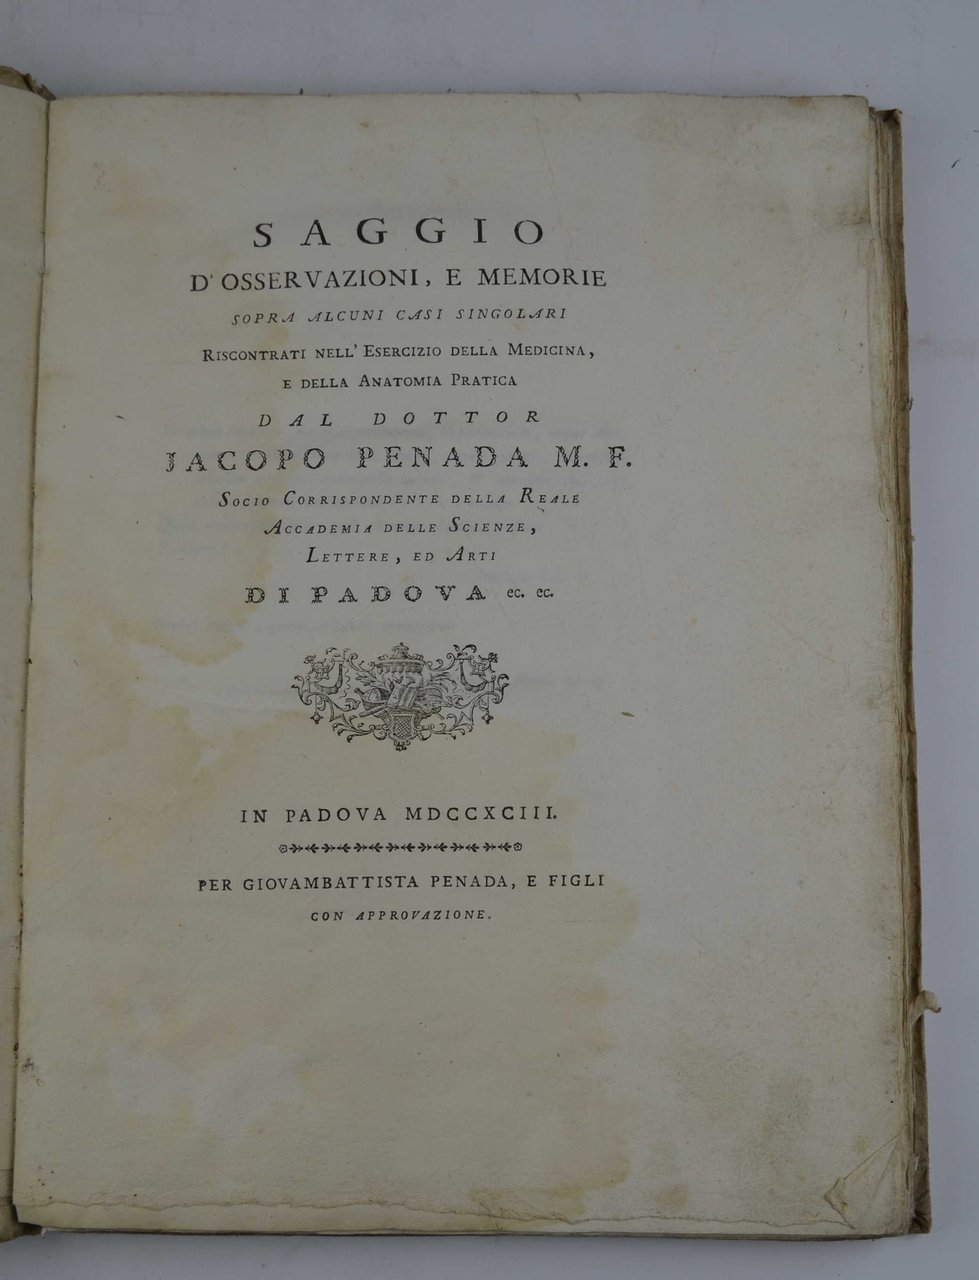 SAGGIO
D'OSSERVAZIONI, E MEMORIE
SOPRA ALCUNI CASI SINGOLARI
RISCONTRATI NELL' ESERCIZIO DELLA MEDICINA,
E DELLA ANATOMIA PRATICA
DAL DOTTOR
JACOPO PENADA M. F.
SOCIO CORRISPONDENTE DELLA REALE
ACCADEMIA DELLE SCIENZE,
LETTERE, ED ARTI
DI PADOVA ec. ec.
IN PADOVA MDCCXCIII.
PER GIOVAMBATTISTA PENADA, E FIGLI
CON APPROVAZIONE.